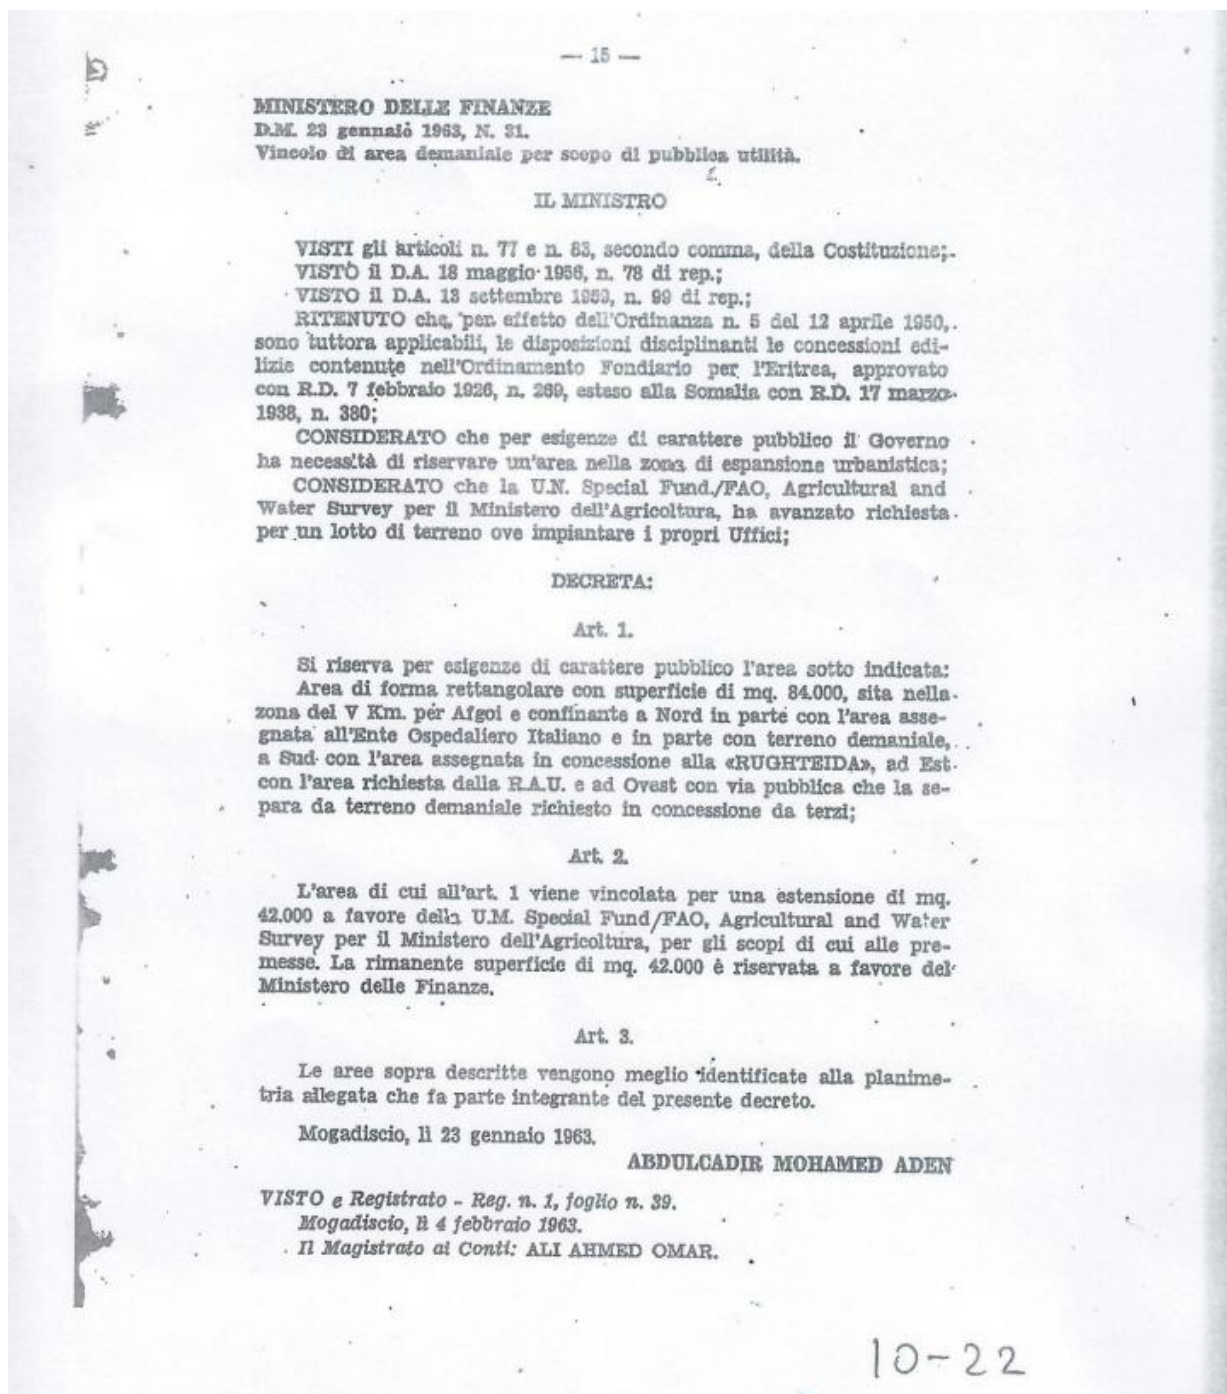 — 15 —
MINISTERO DELLE FINANZE
D.M. 23 gennaiò 1963, N. 31.
Vincolo di area demaniale per scopo di pubblica utilità.
IL MINISTRO
VISTI gli articoli n. 77 e n. 83, secondo comma, della Costituzione;
VISTO il D.A. 18 maggio 1956, n. 78 di rep.;
VISTO il D.A. 13 settembre n. 99 di rep.;
RITENUTO che, per effetto dell'Ordinanza n. 5 del 12 aprile 1950,
sono tuttora applicabili, le disposizioni disciplinanti le concessioni edi-
lizie contenute nell'Ordinamento Fondiario per l'Eritrea, approvato
con R.D. 7 febbraio 1926, n. 269, esteso alla Somalia con R.D. 17 marzo
1938, n. 380;
CONSIDERATO che per esigenze di carattere pubblico il Governo
ha necessità di riservare un'area nella zona di espansione urbanistica;
CONSIDERATO che la U.N. Special Fund./FAO, Agricultural and
Water Survey per il Ministero dell'Agricoltura, ha avanzato richiesta
per un lotto di terreno ove impiantare i propri Uffici;
DECRETA:
Art. 1.
Si riserva per esigenze di carattere pubblico l'area sotto indicata:
Area di forma rettangolare con superficie di mq. 84.000, sita nella
zona del V Km. per Afgoi e confinante a Nord in parte con l'area asse-
gnata all'Ente Ospedaliero Italiano e in parte con terreno demaniale,
a Sud con l'area assegnata in concessione alla «RUGHTEIDA», ad Est
con l'area richiesta dalla R.A.U. e ad Ovest con via pubblica che la se-
para da terreno demaniale richiesto in concessione da terzi;
Art. 2.
L'area di cui all'art. 1 viene vincolata per una estensione di mq.
42.000 a favore della U.M. Special Fund/FAO, Agricultural and Water
Survey per il Ministero dell'Agricoltura, per gli scopi di cui alle pre-
messe. La rimanente superficie di mq. 42.000 è riservata a favore del
Ministero delle Finanze.
Art. 3.
Le aree sopra descritte vengono meglio identificate alla planime-
tria allegata che fa parte integrante del presente decreto.
Mogadiscio, lì 23 gennaio 1963.
ABDULCADIR MOHAMED ADEN
VISTO e Registrato - Reg. n. 1, foglio n. 39.
Mogadiscio, lì 4 febbraio 1963.
Il Magistrato ai Conti: ALI AHMED OMAR.
10-22